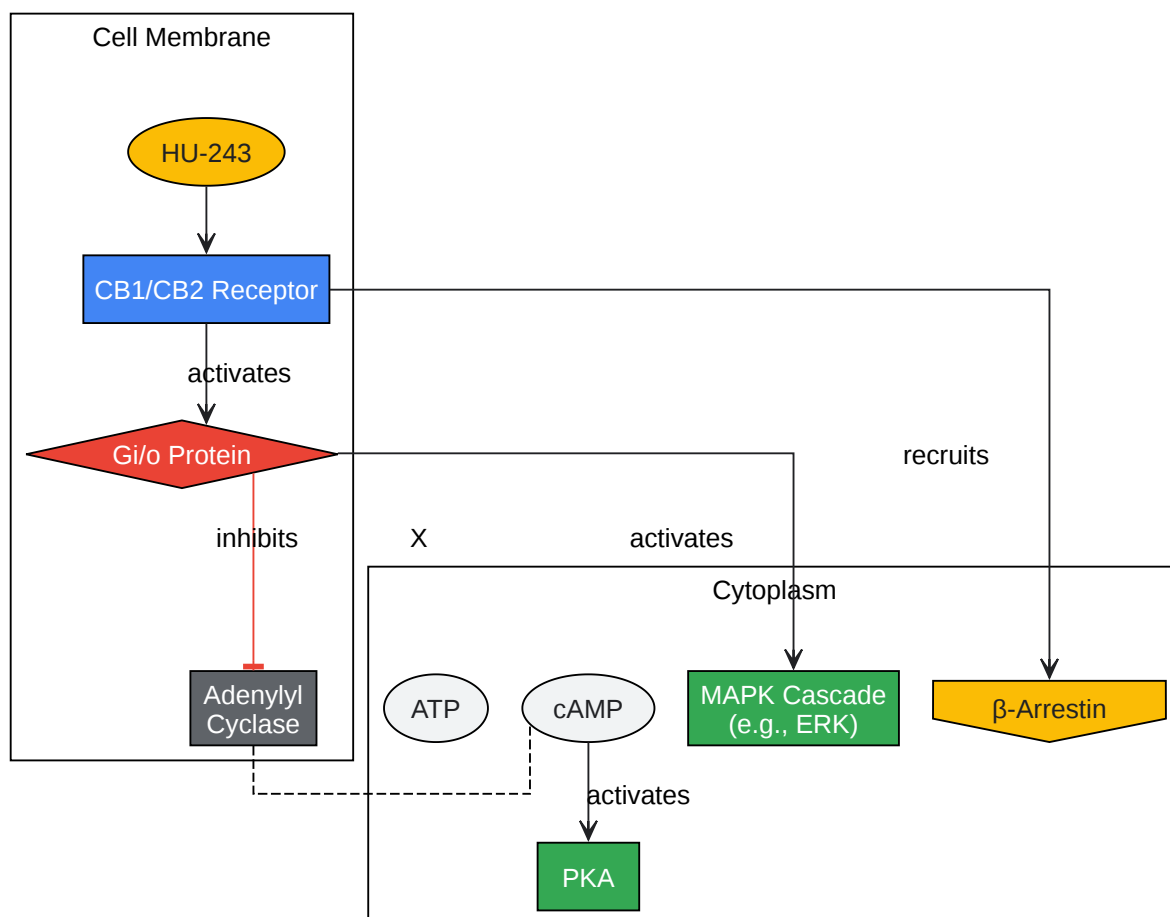 Cell Membrane
HU-243
CB1/CB2 Receptor
activates
Gi/o Protein
recruits
inhibits
X
activates
Cytoplasm
Adenylyl
Cyclase
ATP
cAMP
MAPK Cascade
(e.g., ERK)
β-Arrestin
activates
PKA